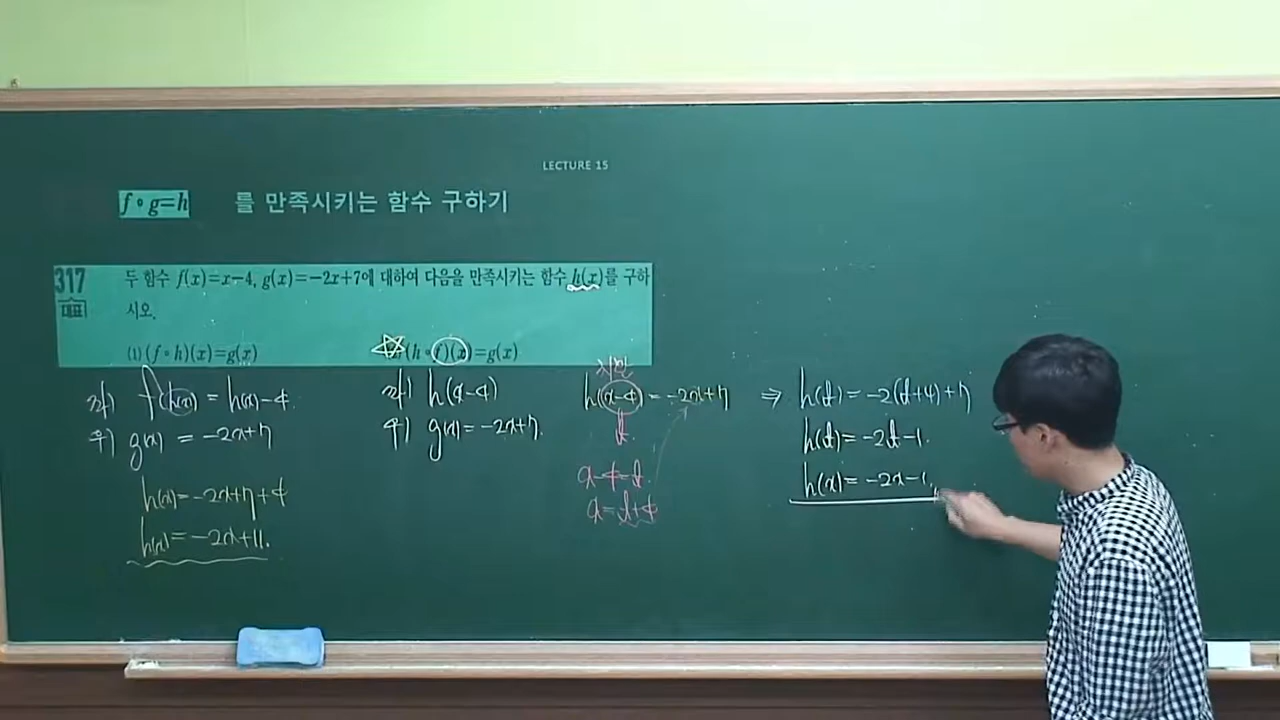 LECTURE 15
f∘g=h 를 만족시키는 함수 구하기
317 두 함수 f(x)=x-4, g(x)=-2x+7에 대하여 다음을 만족시키는 함수 h(x)를 구하
대표 시오.
(1) (f∘h)(x)=g(x) (h∘f)(x)=g(x)
좌) f(h(x)) = h(x)-4
우) g(x) = -2x+7
h(x)=-2x+7+4
h(x)=-2x+11.
좌) h(x-4)
우) g(x)=-2x+7.
치환
h(x-4) = -2x+7
t
x-4=t.
x=t+4
⇒ h(t)=-2(t+4)+7
h(t)=-2t-1.
h(x)=-2x-1.